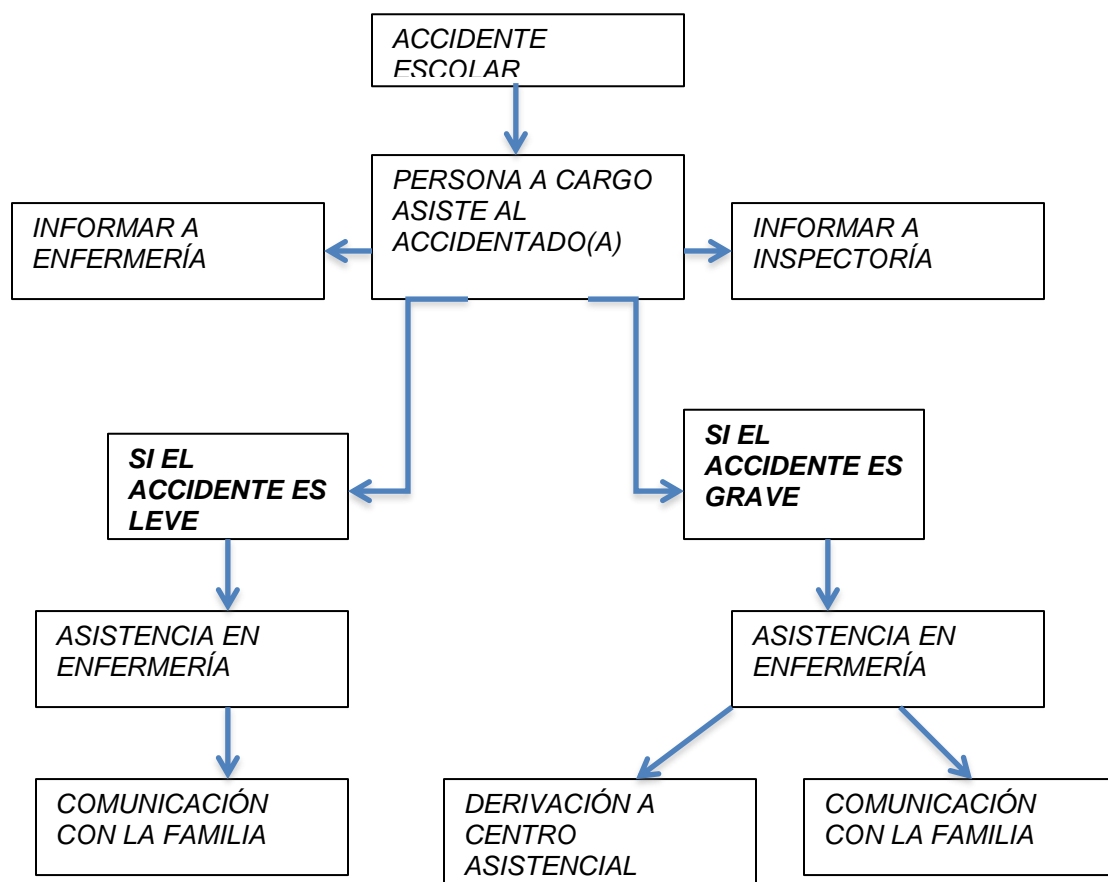 ACCIDENTE
ESCOLAR
PERSONA A CARGO
ASISTE AL
ACCIDENTADO(A)
INFORMAR A
ENFERMERÍA
INFORMAR A
INSPECTORÍA
SI EL
ACCIDENTE ES
LEVE
SI EL
ACCIDENTE ES
GRAVE
ASISTENCIA EN
ENFERMERÍA
ASISTENCIA EN
ENFERMERÍA
COMUNICACIÓN
CON LA FAMILIA
DERIVACIÓN A
CENTRO
ASISTENCIAL
COMUNICACIÓN
CON LA FAMILIA